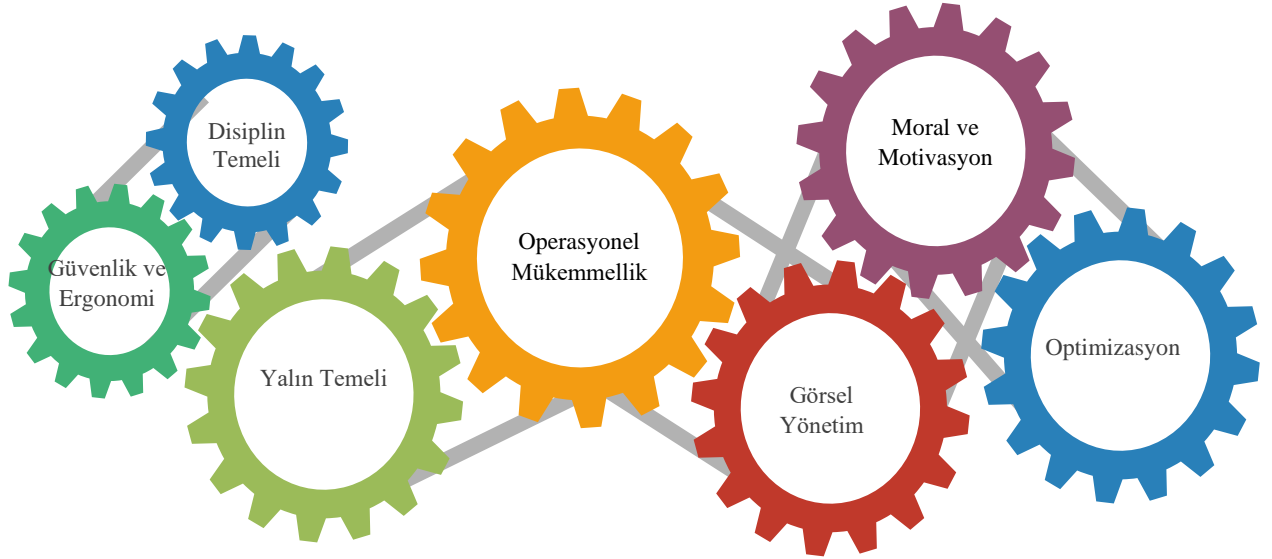 Disiplin
Temeli
Güvenlik ve
Ergonomi
Yalın Temeli
Operasyonel
Mükemmellik
Moral ve
Motivasyon
Görsel
Yönetim
Optimizasyon